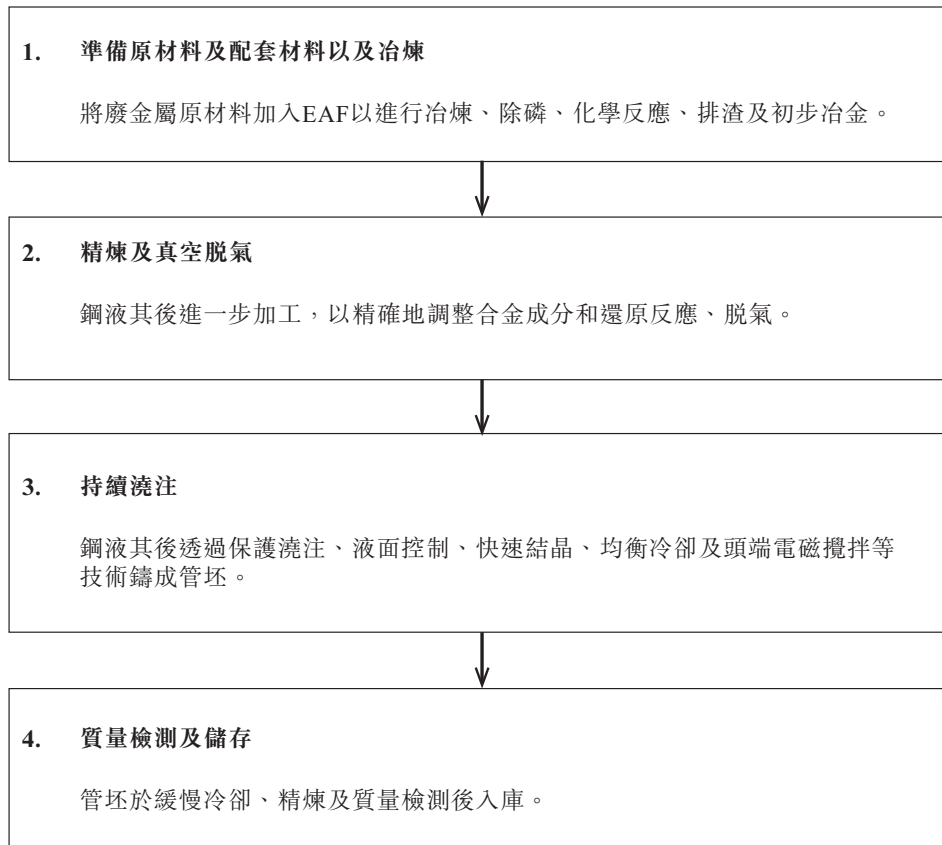 1. 準備原材料及配套材料以及冶煉
將廢金屬原材料加入EAF以進行冶煉、除磷、化學反應、排渣及初步冶金。
2. 精煉及真空脱氣
鋼液其後進一步加工，以精確地調整合金成分和還原反應、脱氣。
3. 持續澆注
鋼液其後透過保護澆注、液面控制、快速結晶、均衡冷卻及頭端電磁攪拌等
技術鑄成管坯。
4. 質量檢測及儲存
管坯於緩慢冷卻、精煉及質量檢測後入庫。